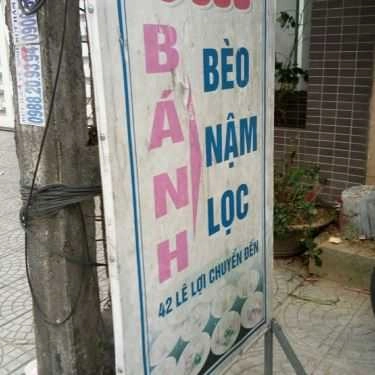 BÁNH
BÈO
NẬM
LỌC
42 LÊ LỢI CHUYỂN ĐẾN